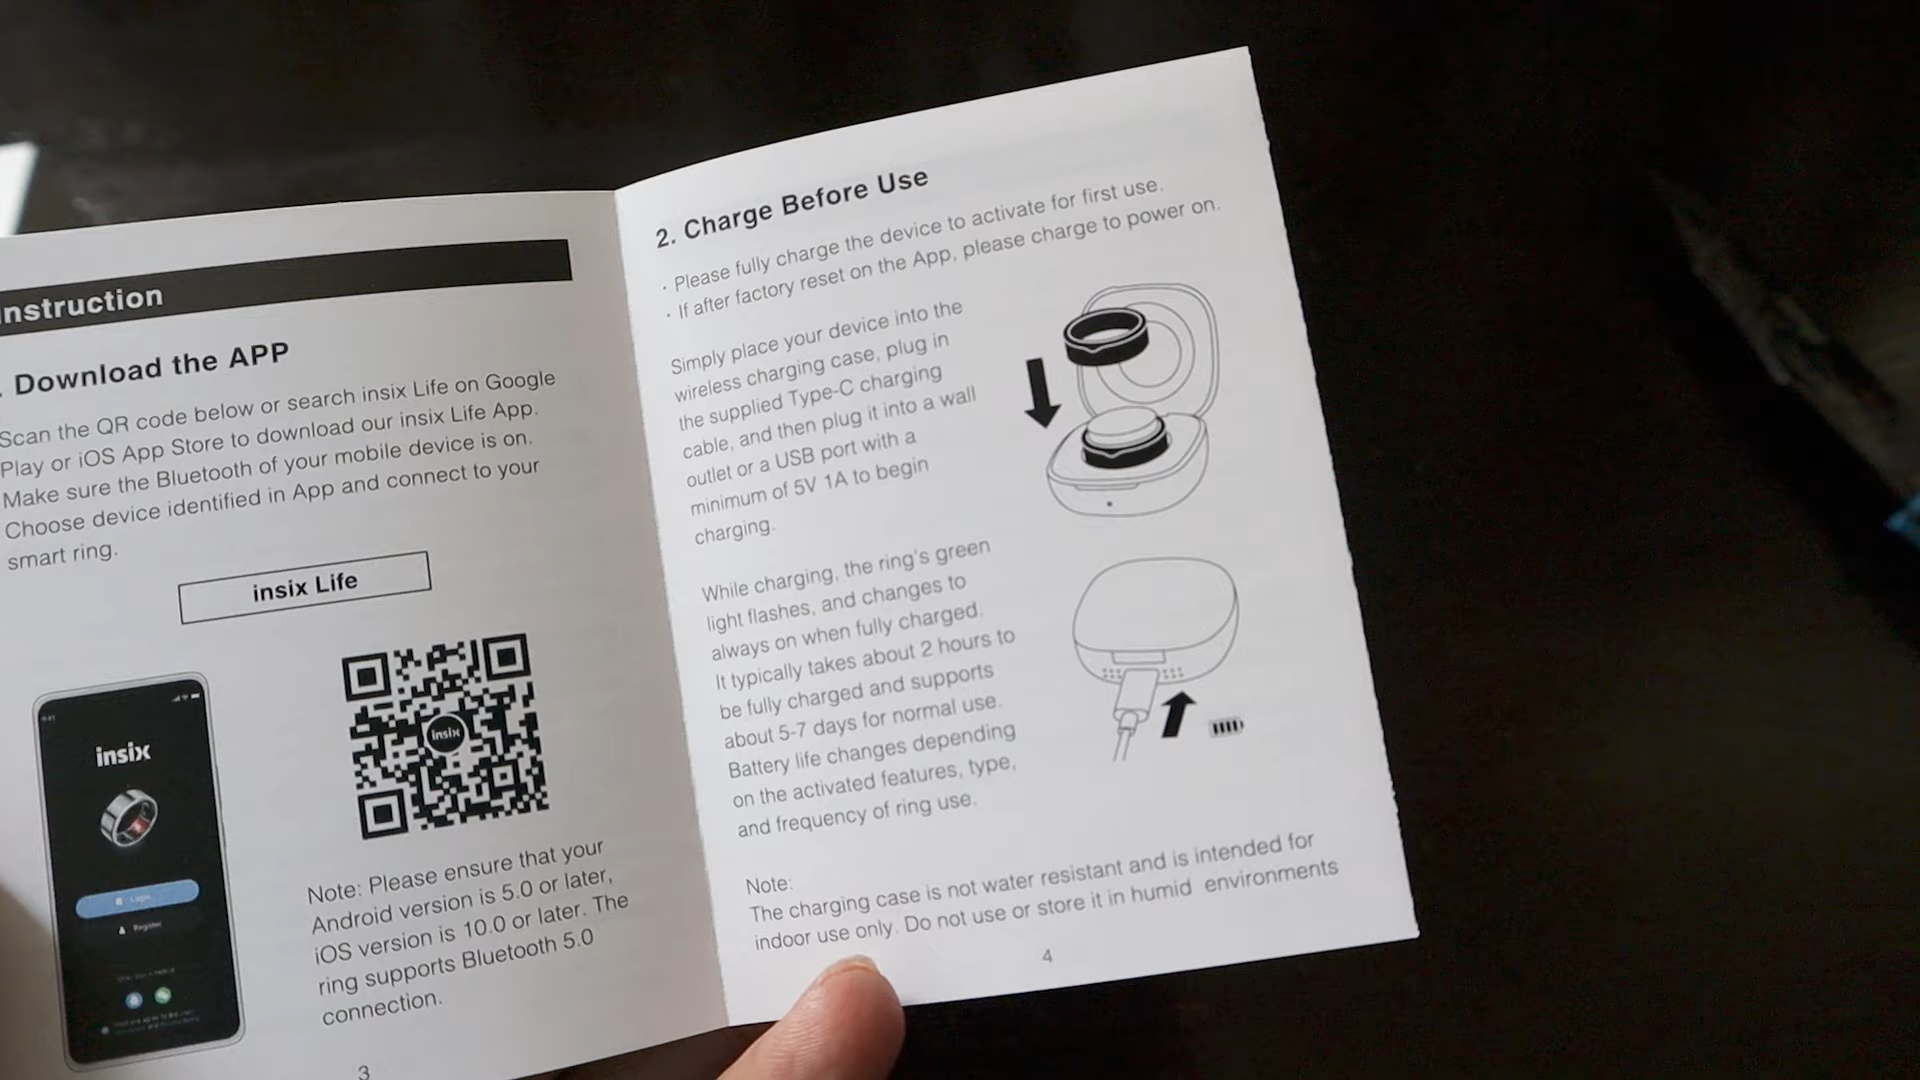 nstruction
. Download the APP
Scan the QR code below or search insix Life on Google
Play or iOS App Store to download our insix Life App.
Make sure the Bluetooth of your mobile device is on.
Choose device identified in App and connect to your
smart ring.
insix Life
insix
insix
Login
Register
Note: Please ensure that your
Android version is 5.0 or later,
iOS version is 10.0 or later. The
ring supports Bluetooth 5.0
connection.
3
2. Charge Before Use
· Please fully charge the device to activate for first use.
· If after factory reset on the App, please charge to power on.
Simply place your device into the
wireless charging case, plug in
the supplied Type-C charging
cable, and then plug it into a wall
outlet or a USB port with a
minimum of 5V 1A to begin
charging.
While charging, the ring's green
light flashes, and changes to
always on when fully charged.
It typically takes about 2 hours to
be fully charged and supports
about 5-7 days for normal use.
Battery life changes depending
on the activated features, type,
and frequency of ring use.
Note:
The charging case is not water resistant and is intended for
indoor use only. Do not use or store it in humid environments
4